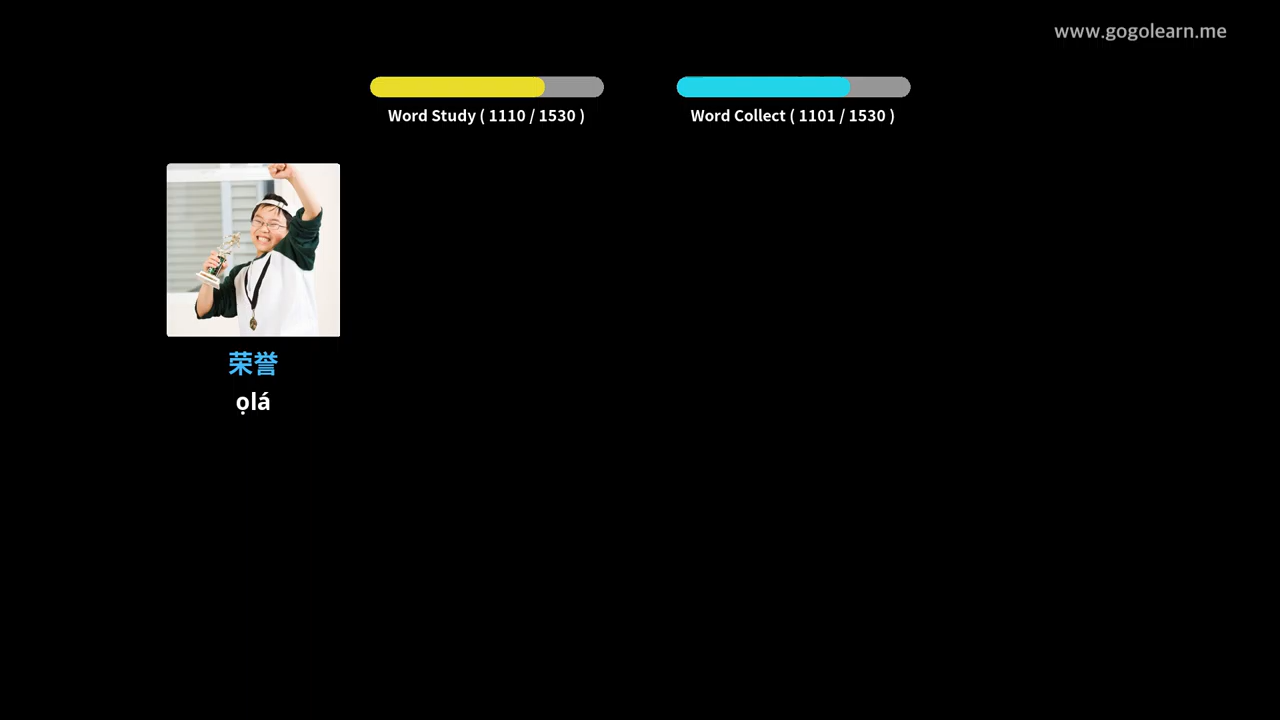 www.gogolearn.me
Word Study ( 1110 / 1530 )
Word Collect ( 1101 / 1530 )
荣誉
ọlá